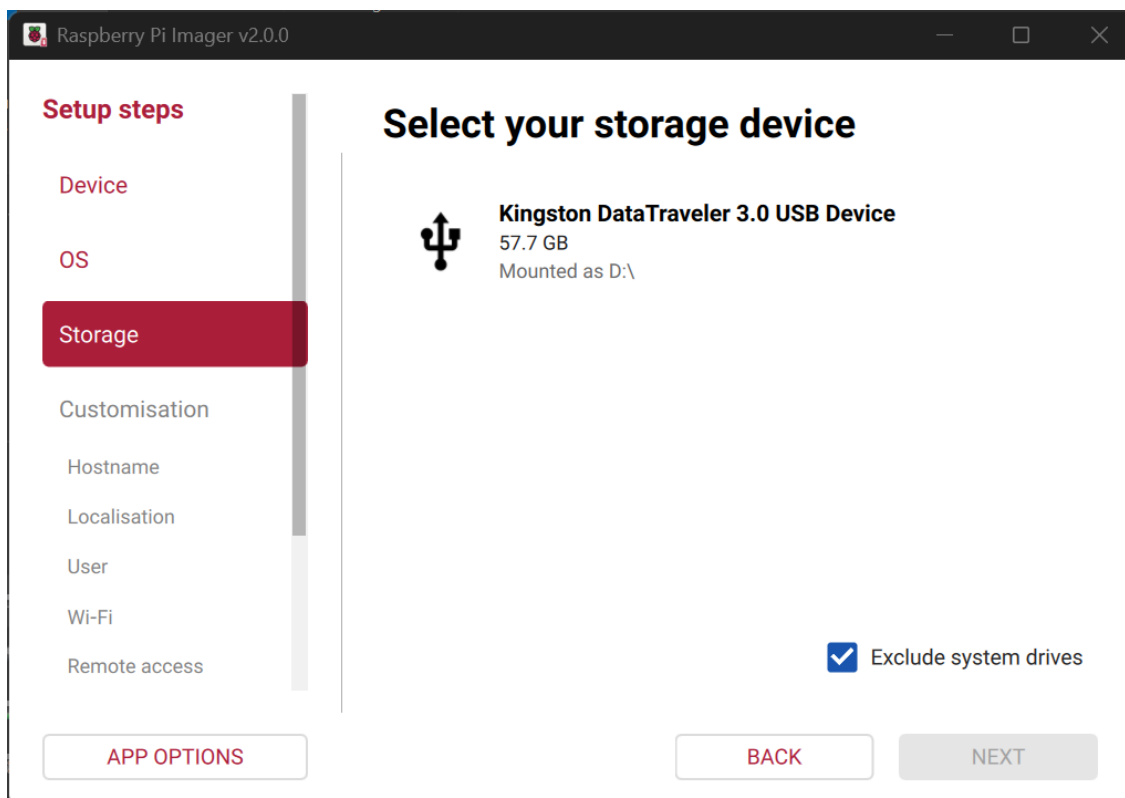 Raspberry Pi Imager v2.0.0
Setup steps
Device
OS
Storage
Customisation
Hostname
Localisation
User
Wi-Fi
Remote access
APP OPTIONS
Select your storage device
Kingston DataTraveler 3.0 USB Device
57.7 GB
Mounted as D:\
Exclude system drives
BACK
NEXT